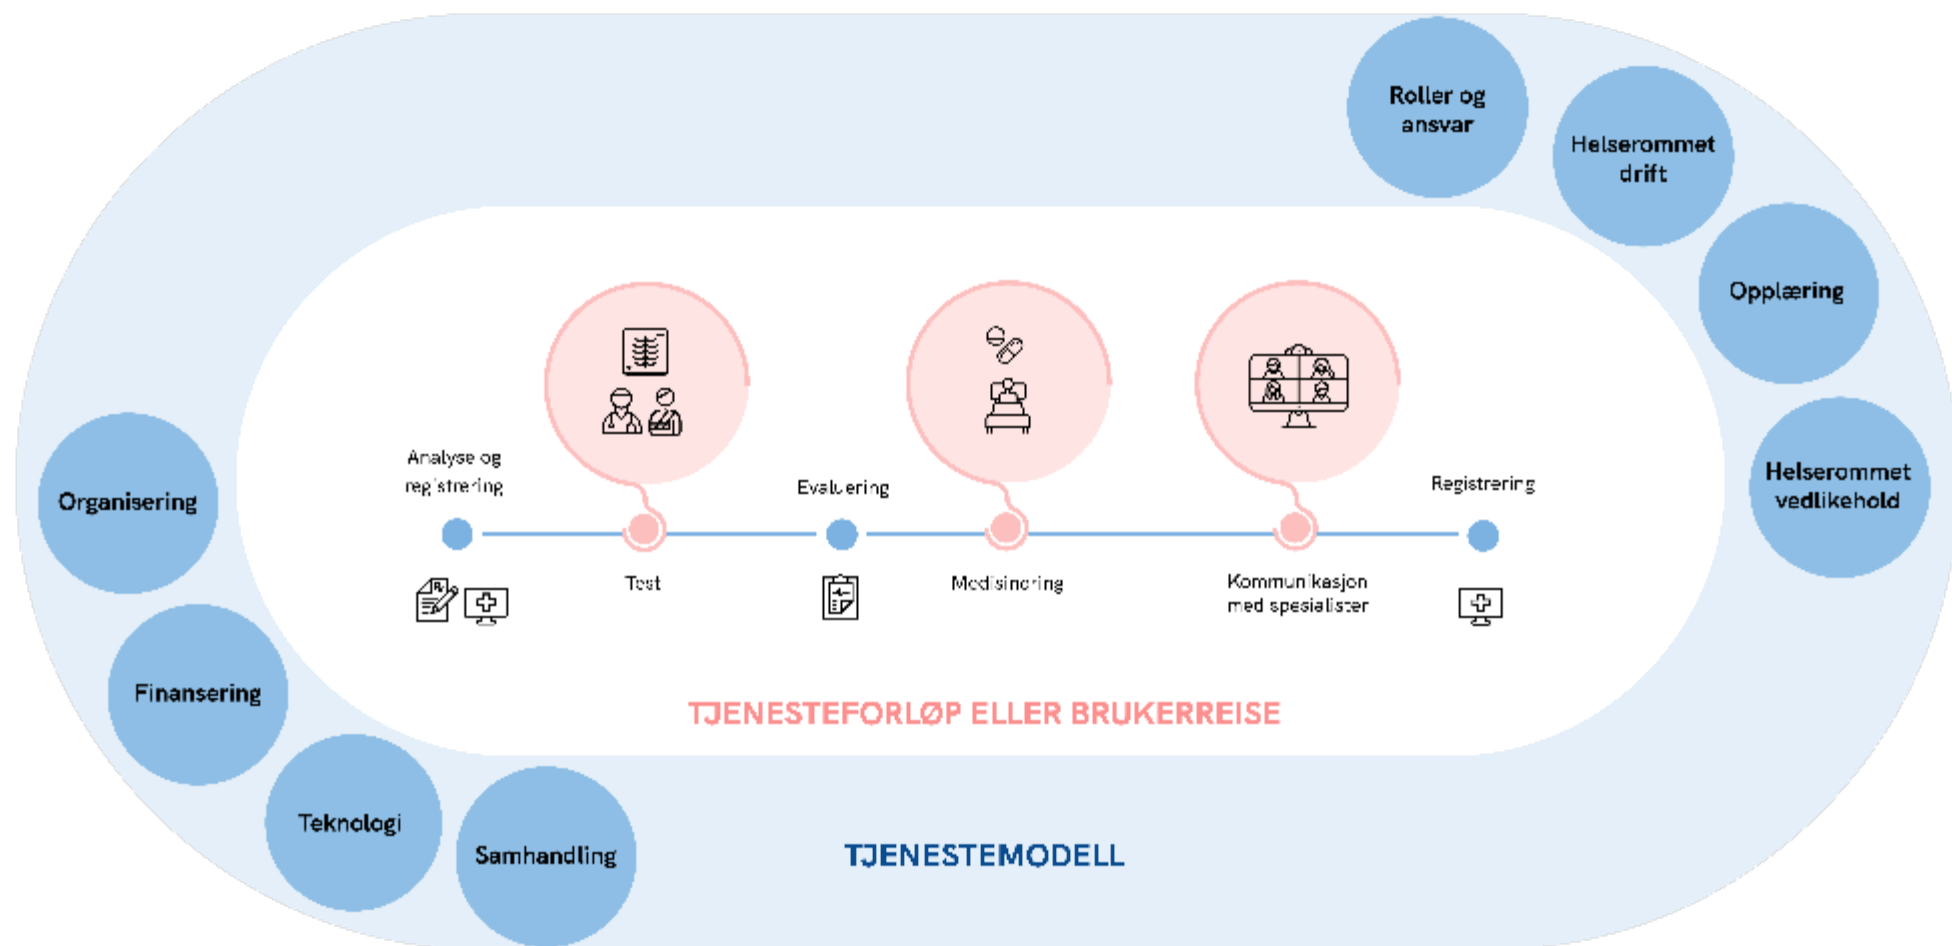 Roller og
ansvar
Helserommet
drift
Opplæring
Helserommet
vedlikehold
Analyse og
registrering
Evaluering
Registrering
Test
Medisinering
Kommunikasjon
med spesialister
Organisering
Finansering
Teknologi
Samhandling
TJENESTEFORLØP ELLER BRUKERREISE
TJENESTEMODELL